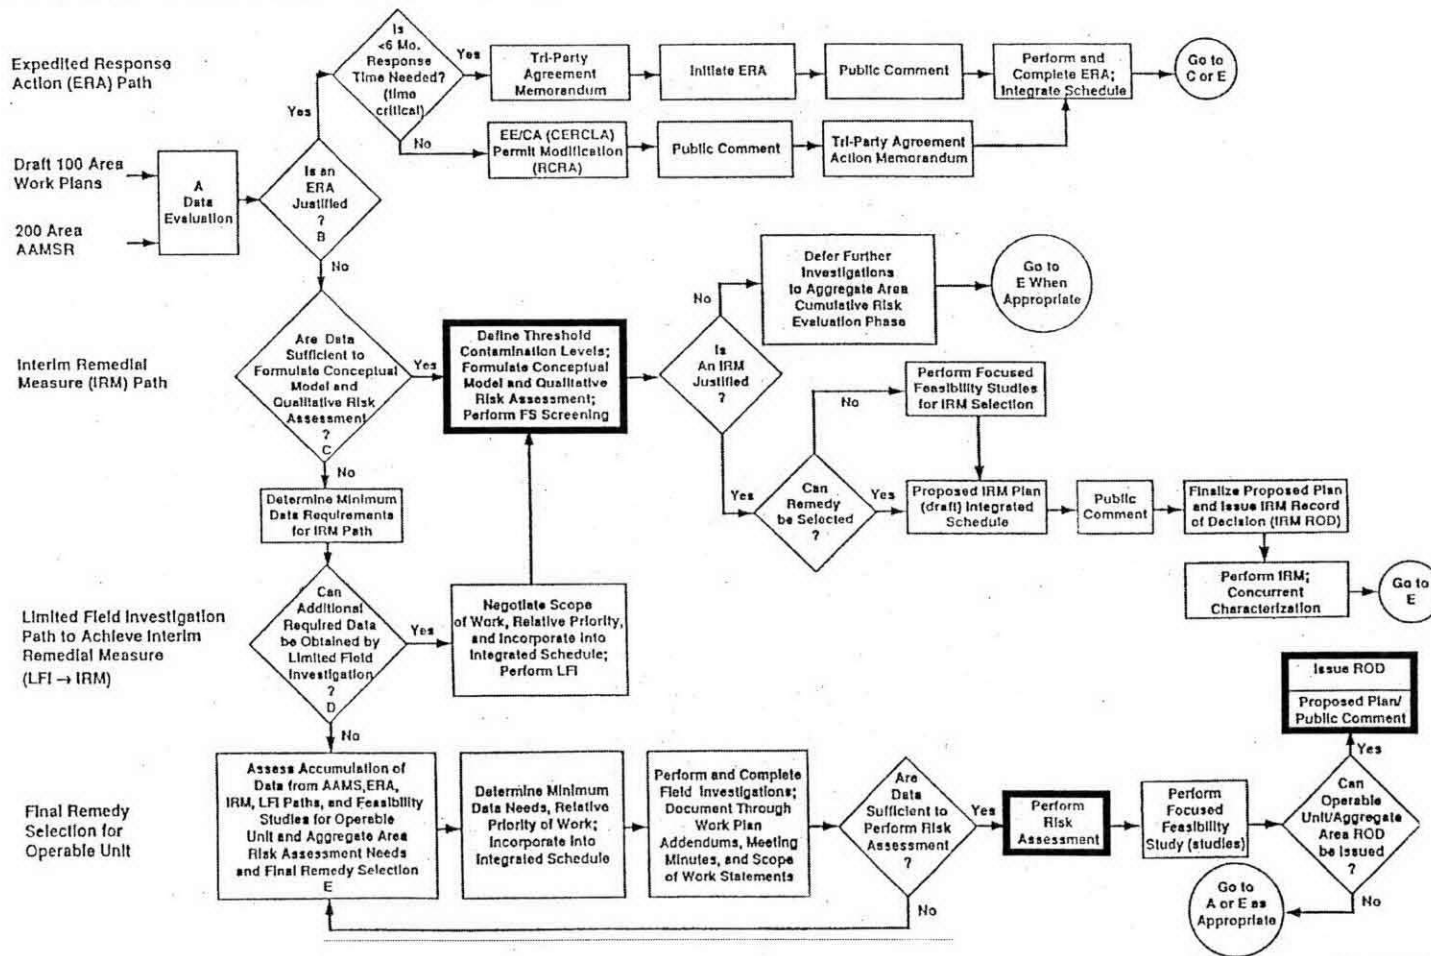 Expedited Response
Action (ERA) Path
Is
<6 Mo.
Response
Time Needed?
(time
critical)
Yes
Tri-Party
Agreement
Memorandum
Initiate ERA
Public Comment
Perform and
Complete ERA;
Integrate Schedule
Go to
C or E
Yes
No
EE/CA (CERCLA)
Permit Modification
(RCRA)
Public Comment
Tri-Party Agreement
Action Memorandum
Draft 100 Area
Work Plans
200 Area
AAMSR
A
Data
Evaluation
Is an
ERA
Justified
?
B
No
Interim Remedial
Measure (IRM) Path
Are Data
Sufficient to
Formulate Conceptual
Model and
Qualitative Risk
Assessment
?
C
Yes
Define Threshold
Contamination Levels;
Formulate Conceptual
Model and Qualitative
Risk Assessment;
Perform FS Screening
Is
An IRM
Justified
?
No
Defer Further
Investigations
to Aggregate Area
Cumulative Risk
Evaluation Phase
Go to
E When
Appropriate
Yes
Can
Remedy
be Selected
?
No
Perform Focused
Feasibility Studies
for IRM Selection
Yes
Proposed IRM Plan
(draft) Integrated
Schedule
Public
Comment
Finalize Proposed Plan
and Issue IRM Record
of Decision (IRM ROD)
Perform IRM;
Concurrent
Characterization
Go to
E
No
Determine Minimum
Data Requirements
for IRM Path
Limited Field Investigation
Path to Achieve Interim
Remedial Measure
(LFI → IRM)
Can
Additional
Required Data
be Obtained by
Limited Field
Investigation
?
D
Yes
Negotiate Scope
of Work, Relative Priority,
and Incorporate into
Integrated Schedule;
Perform LFI
No
Final Remedy
Selection for
Operable Unit
Assess Accumulation of
Data from AAMS,ERA,
IRM, LFI Paths, and Feasibility
Studies for Operable
Unit and Aggregate Area
Risk Assessment Needs
and Final Remedy Selection
E
Determine Minimum
Data Needs, Relative
Priority of Work;
Incorporate Into
Integrated Schedule
Perform and Complete
Field Investigations;
Document Through
Work Plan
Addendums, Meeting
Minutes, and Scope
of Work Statements
Are
Data
Sufficient to
Perform Risk
Assessment
?
Yes
No
Perform
Risk
Assessment
Perform
Focused
Feasibility
Study (studies)
Can
Operable
Unit/Aggregate
Area ROD
be Issued
?
Yes
Issue ROD
Proposed Plan/
Public Comment
No
Go to
A or E as
Appropriate